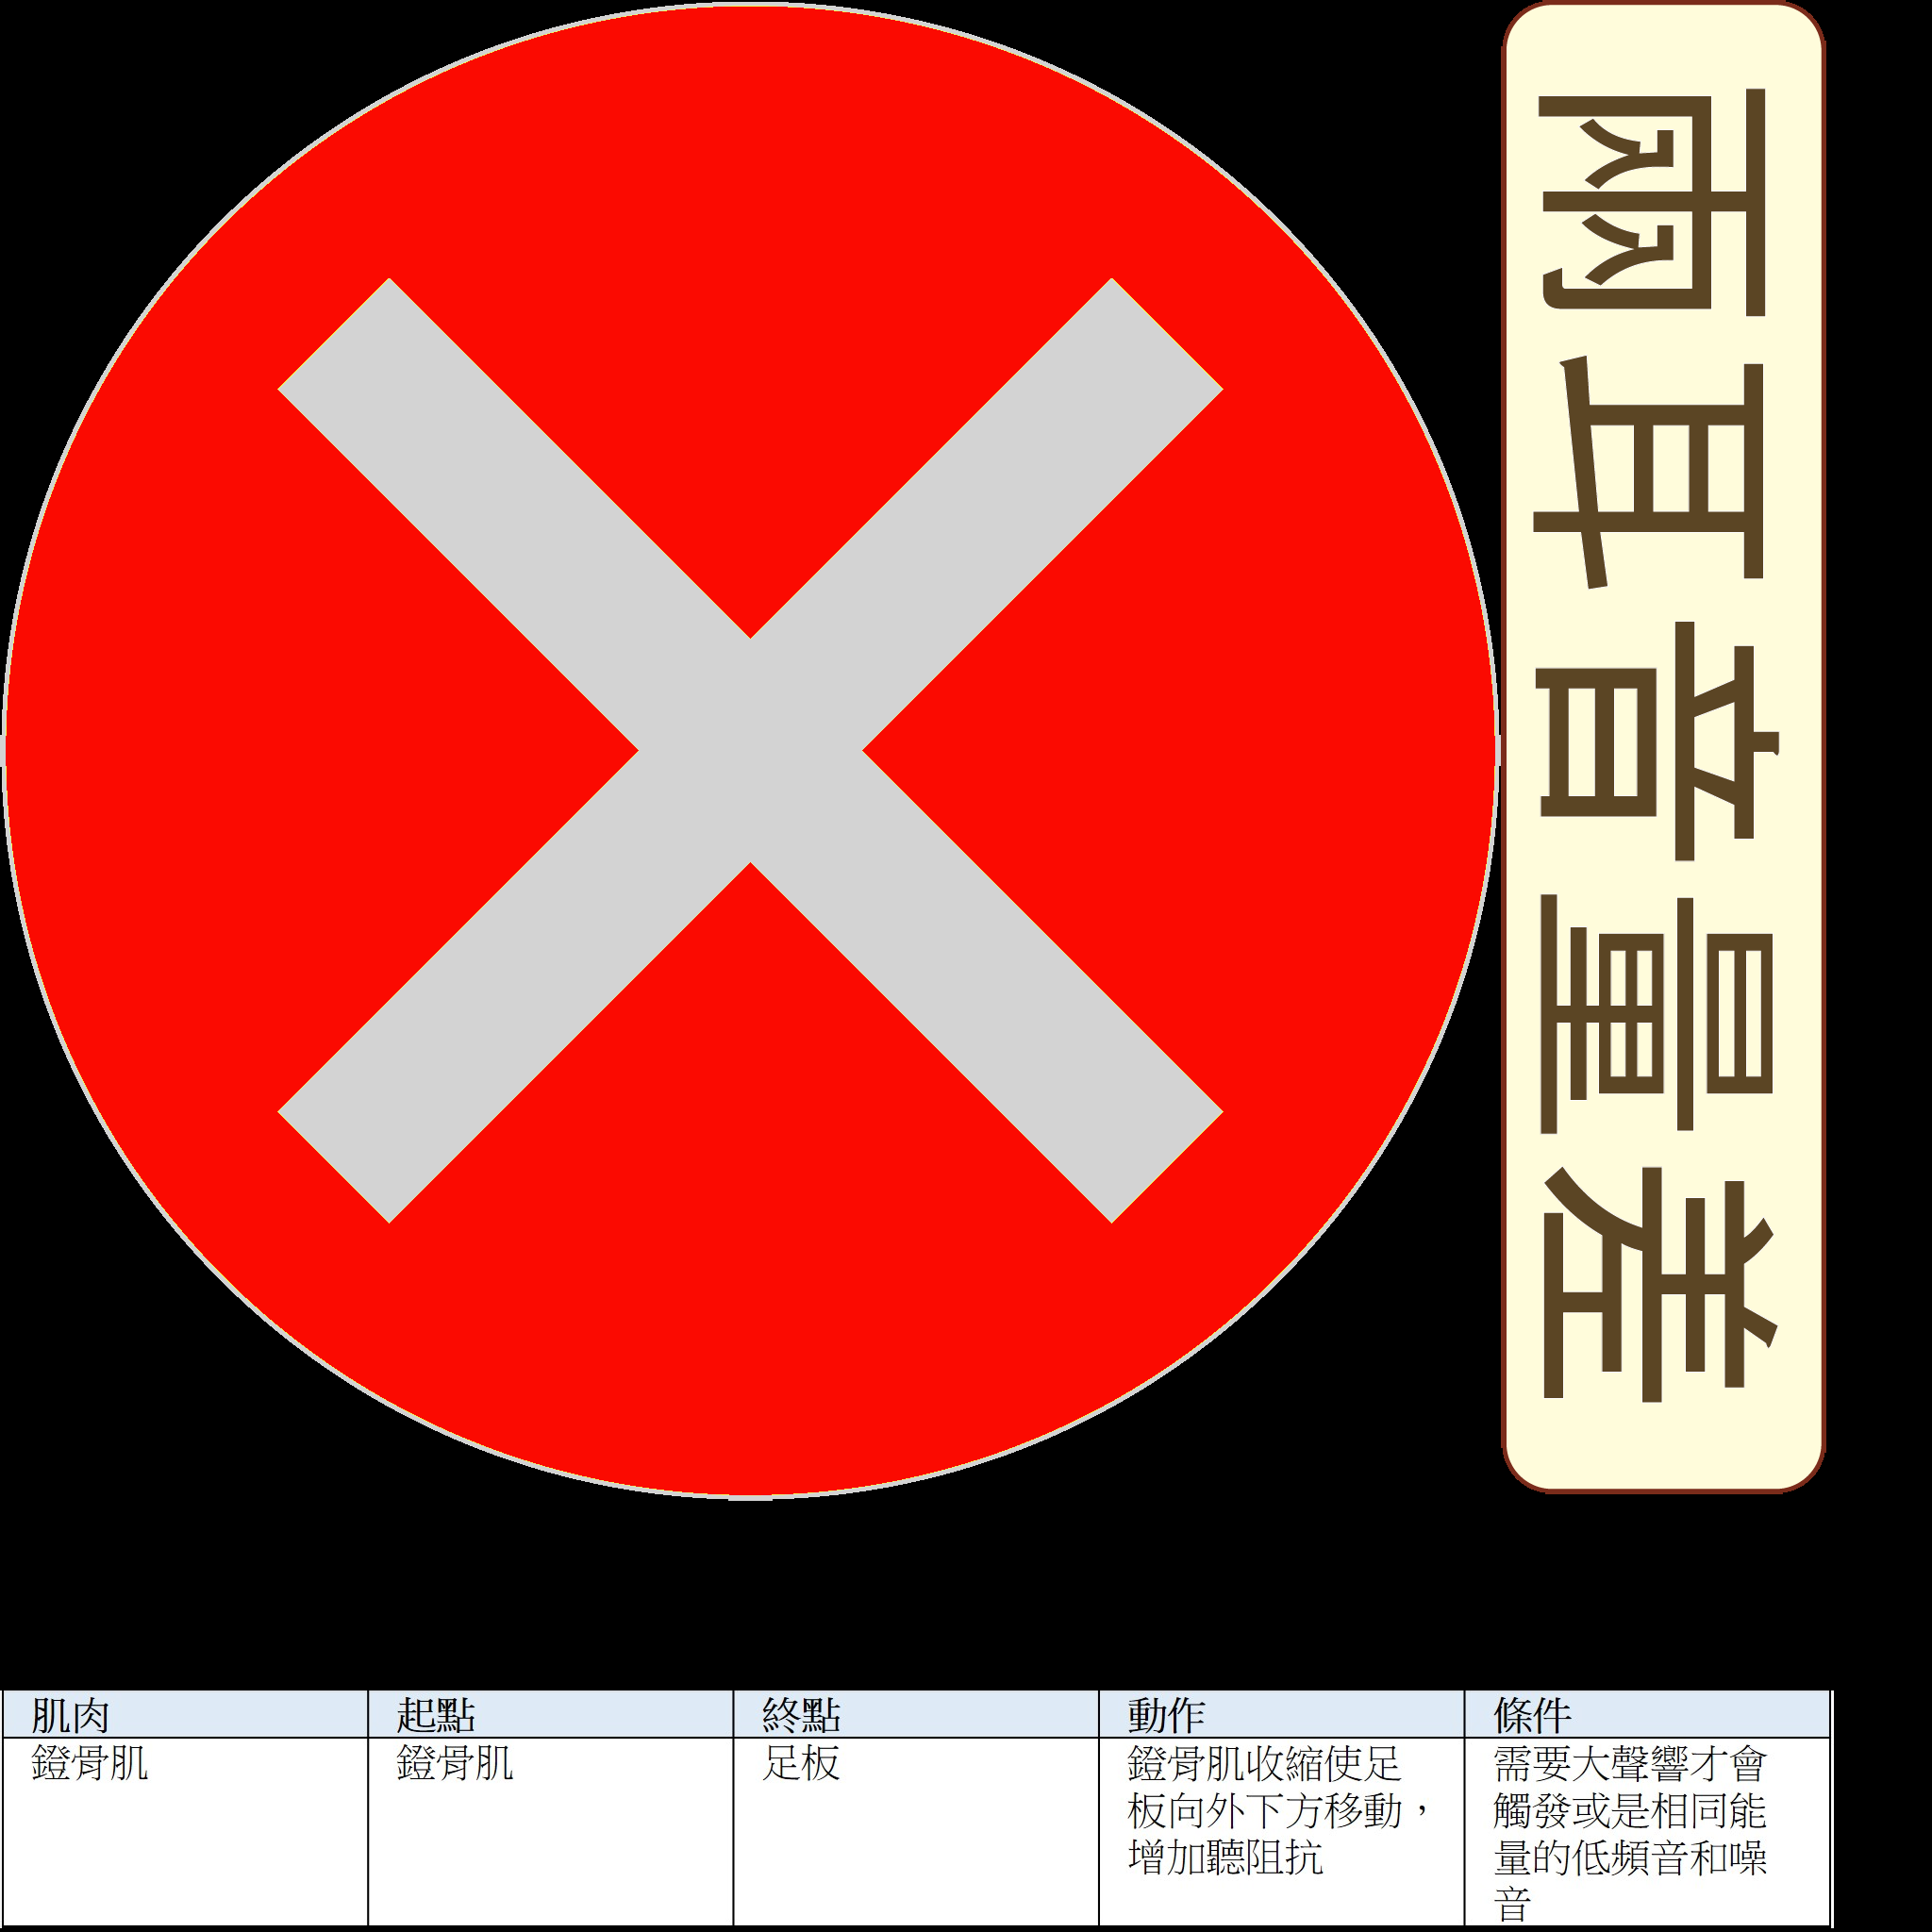 兩耳音量差
肌肉 起點 終點 動作 條件
鐙骨肌 鐙骨肌 足板 鐙骨肌收縮使足 需要大聲響才會
板向外下方移動， 觸發或是相同能
增加聽阻抗 量的低頻音和噪
音